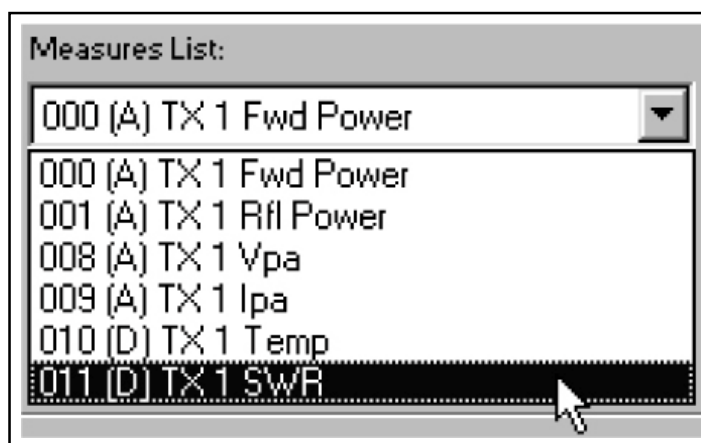 Measures List:
000 (A) TX 1 Fwd Power
000 (A) TX 1 Fwd Power
001 (A) TX 1 Rfl Power
008 (A) TX 1 Vpa
009 (A) TX 1 Ipa
010 (D) TX 1 Temp
011 (D) TX 1 SWR